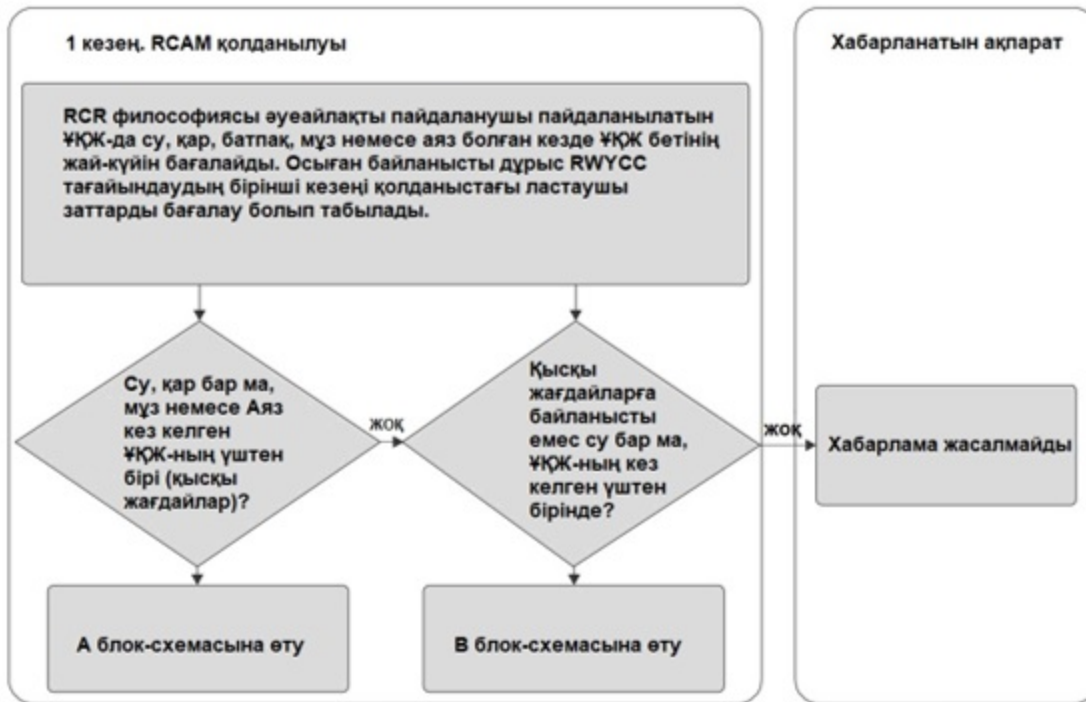 1 кезең. RCAM қолданылуы
Хабарланатын ақпарат
RCR философиясы әуеайлақты пайдаланушы пайдаланылатын
ҰҚЖ-да су, қар, батпақ, мұз немесе аяз болған кезде ҰҚЖ бетінің
жай-күйін бағалайды. Осыған байланысты дұрыс RWYCC
тағайындаудың бірінші кезеңі қолданыстағы ластаушы
заттарды бағалау болып табылады.
Су, қар бар ма,
мұз немесе Аяз
кез келген
ҰҚЖ-ның үштен
бірі (қысқы
жағдайлар)?
жоқ
Қысқы
жағдайларға
байланысты
емес су бар ма,
ҰҚЖ-ның кез
келген үштен
бірінде?
жоқ
Хабарлама жасалмайды
А блок-схемасына өту
В блок-схемасына өту